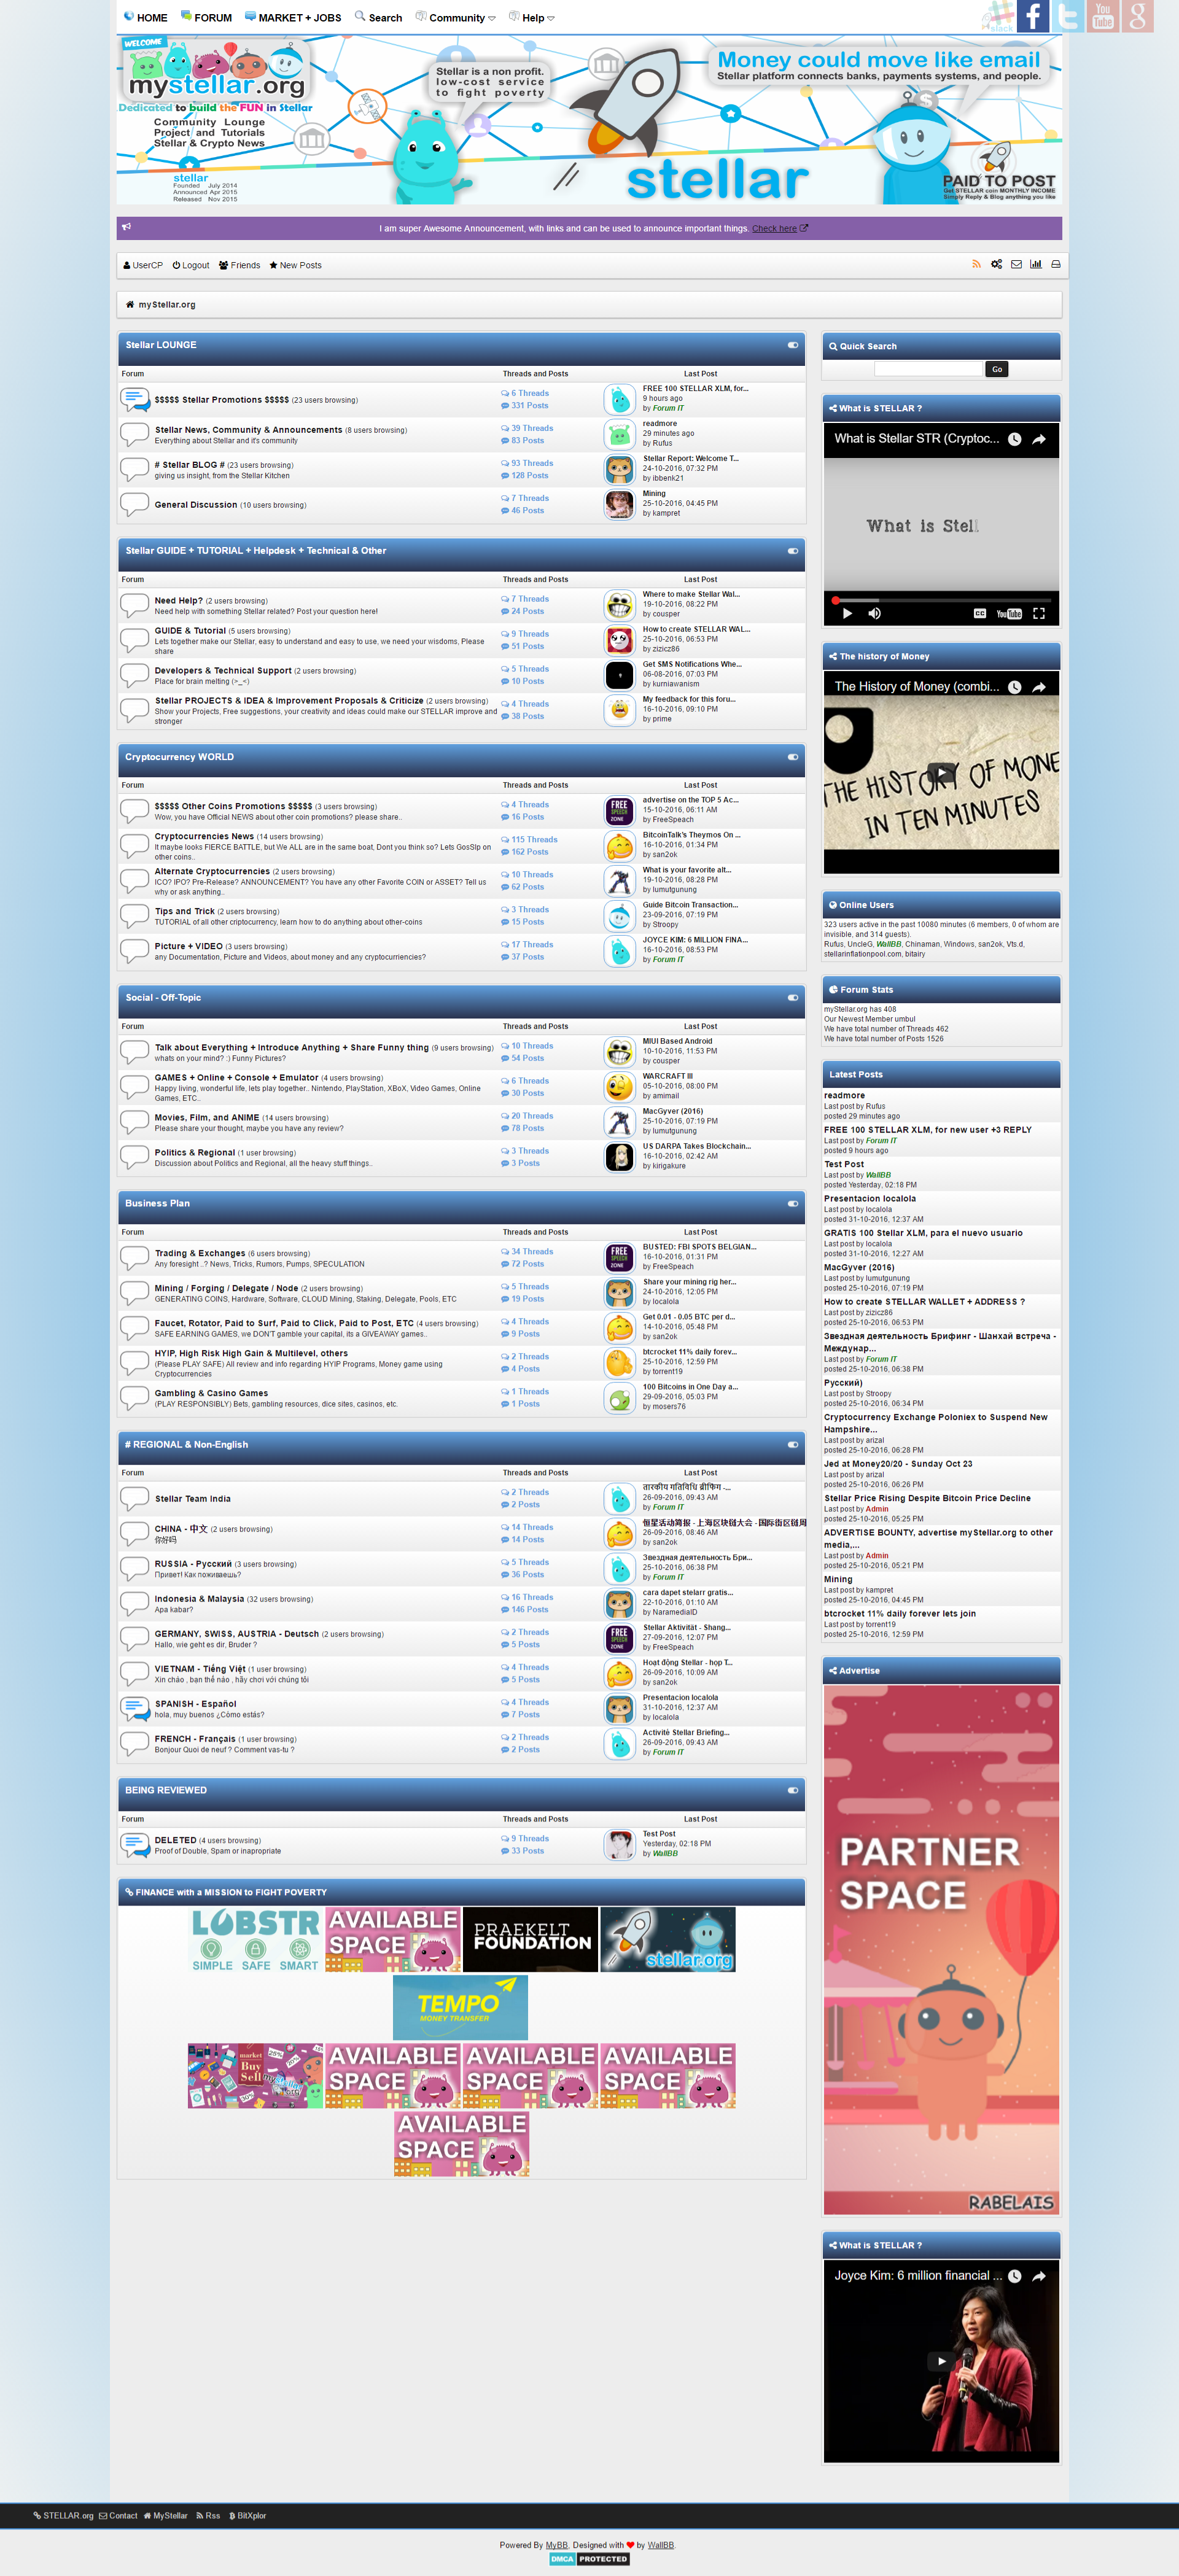 HOME FORUM MARKET + JOBS Search Community Help
slack
WELCOME
mystellar.org
Dedicated to build the FUN in Stellar
Community Lounge
Project and Tutorials
Stellar & Crypto News
stellar
Founded July 2014
Announced Apr 2015
Released Nov 2015
Stellar is a non profit.
low-cost service
to fight poverty
stellar
Money could move like email
Stellar platform connects banks, payments systems, and people.
PAID TO POST
Get STELLAR coin MONTHLY INCOME
Simply Reply & Blog anything you like
I am super Awesome Announcement, with links and can be used to announce important things. Check here
UserCP Logout Friends New Posts
myStellar.org
Stellar LOUNGE
Forum Threads and Posts Last Post
$$$$$ Stellar Promotions $$$$$ (23 users browsing)
6 Threads
331 Posts
FREE 100 STELLAR XLM, for...
9 hours ago
by Forum IT
Stellar News, Community & Announcements (8 users browsing)
Everything about Stellar and it's community
39 Threads
83 Posts
readmore
29 minutes ago
by Rufus
# Stellar BLOG # (23 users browsing)
giving us insight, from the Stellar Kitchen
93 Threads
128 Posts
Stellar Report: Welcome T...
24-10-2016, 07:32 PM
by ibbenk21
General Discussion (10 users browsing)
7 Threads
46 Posts
Mining
25-10-2016, 04:45 PM
by kampret
Stellar GUIDE + TUTORIAL + Helpdesk + Technical & Other
Forum Threads and Posts Last Post
Need Help? (2 users browsing)
Need help with something Stellar related? Post your question here!
7 Threads
24 Posts
Where to make Stellar Wal...
19-10-2016, 08:22 PM
by cousper
GUIDE & Tutorial (5 users browsing)
Lets together make our Stellar, easy to understand and easy to use, we need your wisdoms, Please
share
9 Threads
51 Posts
How to create STELLAR WAL...
25-10-2016, 06:53 PM
by zizicz86
Developers & Technical Support (2 users browsing)
Place for brain melting (>_<)
5 Threads
10 Posts
Get SMS Notifications Whe...
06-08-2016, 07:03 PM
by kurniawanism
Stellar PROJECTS & IDEA & Improvement Proposals & Criticize (2 users browsing)
Show your Projects, Free suggestions, your creativity and ideas could make our STELLAR improve and
stronger
4 Threads
38 Posts
My feedback for this foru...
16-10-2016, 09:10 PM
by prime
Cryptocurrency WORLD
Forum Threads and Posts Last Post
$$$$$ Other Coins Promotions $$$$$ (3 users browsing)
Wow, you have Official NEWS about other coin promotions? please share..
4 Threads
16 Posts
FREE SPEECH ZONE
advertise on the TOP 5 Ac...
15-10-2016, 06:11 AM
by FreeSpeach
Cryptocurrencies News (14 users browsing)
It maybe looks FIERCE BATTLE, but We ALL are in the same boat, Dont you think so? Lets GosSIp on
other coins..
115 Threads
162 Posts
BitcoinTalk's Theymos On ...
16-10-2016, 01:34 PM
by san2ok
Alternate Cryptocurrencies (2 users browsing)
ICO? IPO? Pre-Release? ANNOUNCEMENT? You have any other Favorite COIN or ASSET? Tell us
why or ask anything..
10 Threads
62 Posts
What is your favorite alt...
19-10-2016, 08:28 PM
by lumutgunung
Tips and Trick (2 users browsing)
TUTORIAL of all other criptocurrency, learn how to do anything about other-coins
3 Threads
15 Posts
Guide Bitcoin Transaction...
23-09-2016, 07:19 PM
by Stroopy
Picture + VIDEO (3 users browsing)
any Documentation, Picture and Videos, about money and any cryptocurriencies?
17 Threads
37 Posts
JOYCE KIM: 6 MILLION FINA...
16-10-2016, 08:53 PM
by Forum IT
Social - Off-Topic
Forum Threads and Posts Last Post
Talk about Everything + Introduce Anything + Share Funny thing (9 users browsing)
whats on your mind? :) Funny Pictures?
10 Threads
54 Posts
MIUI Based Android
10-10-2016, 11:53 PM
by cousper
GAMES + Online + Console + Emulator (4 users browsing)
Happy living, wonderful life, lets play together.. Nintendo, PlayStation, XBoX, Video Games, Online
Games, ETC..
6 Threads
30 Posts
WARCRAFT III
05-10-2016, 08:00 PM
by amimail
Movies, Film, and ANIME (14 users browsing)
Please share your thought, maybe you have any review?
20 Threads
78 Posts
MacGyver (2016)
25-10-2016, 07:19 PM
by lumutgunung
Politics & Regional (1 user browsing)
Discussion about Politics and Regional, all the heavy stuff things..
3 Threads
3 Posts
US DARPA Takes Blockchain...
16-10-2016, 02:42 AM
by kirigakure
Business Plan
Forum Threads and Posts Last Post
Trading & Exchanges (6 users browsing)
Any foresight ..? News, Tricks, Rumors, Pumps, SPECULATION
34 Threads
72 Posts
FREE SPEECH ZONE
BUSTED: FBI SPOTS BELGIAN...
16-10-2016, 01:31 PM
by FreeSpeach
Mining / Forging / Delegate / Node (2 users browsing)
GENERATING COINS, Hardware, Software, CLOUD Mining, Staking, Delegate, Pools, ETC
5 Threads
19 Posts
Share your mining rig her...
24-10-2016, 12:05 PM
by localola
Faucet, Rotator, Paid to Surf, Paid to Click, Paid to Post, ETC (4 users browsing)
SAFE EARNING GAMES, we DON'T gamble your capital, its a GIVEAWAY games..
4 Threads
9 Posts
Get 0.01 - 0.05 BTC per d...
14-10-2016, 05:48 PM
by san2ok
HYIP, High Risk High Gain & Multilevel, others
(Please PLAY SAFE) All review and info regarding HYIP Programs, Money game using
Cryptocurrencies
2 Threads
4 Posts
btcrocket 11% daily forev...
25-10-2016, 12:59 PM
by torrent19
Gambling & Casino Games
(PLAY RESPONSIBLY) Bets, gambling resources, dice sites, casinos, etc.
1 Threads
1 Posts
100 Bitcoins in One Day a...
29-09-2016, 05:03 PM
by mosers76
# REGIONAL & Non-English
Forum Threads and Posts Last Post
Stellar Team India
2 Threads
2 Posts
तारकीय गतिविधि ब्रीफिंग -...
26-09-2016, 09:43 AM
by Forum IT
CHINA - 中文 (2 users browsing)
你好吗
14 Threads
14 Posts
恒星活动简报 - 上海区块链大会 - 国际街区链周
26-09-2016, 08:46 AM
by san2ok
RUSSIA - Русский (3 users browsing)
Привет! Как поживаешь?
5 Threads
36 Posts
Звездная деятельность Бри...
25-10-2016, 06:38 PM
by Forum IT
Indonesia & Malaysia (32 users browsing)
Apa kabar?
16 Threads
146 Posts
cara dapet stelarr gratis...
22-10-2016, 01:10 AM
by NaramediaID
GERMANY, SWISS, AUSTRIA - Deutsch (2 users browsing)
Hallo, wie geht es dir, Bruder ?
2 Threads
5 Posts
FREE SPEECH ZONE
Stellar Aktivität - Shang...
27-09-2016, 12:07 PM
by FreeSpeach
VIETNAM - Tiếng Việt (1 user browsing)
Xin chào , bạn thế nào , hãy chơi với chúng tôi
4 Threads
5 Posts
Hoạt động Stellar - họp T...
26-09-2016, 10:09 AM
by san2ok
SPANISH - Español
hola, muy buenos ¿Cómo estás?
4 Threads
7 Posts
Presentacion localola
31-10-2016, 12:37 AM
by localola
FRENCH - Français (1 user browsing)
Bonjour Quoi de neuf ? Comment vas-tu ?
2 Threads
2 Posts
Activité Stellar Briefing...
26-09-2016, 09:43 AM
by Forum IT
BEING REVIEWED
Forum Threads and Posts Last Post
DELETED (4 users browsing)
Proof of Double, Spam or inapropriate
9 Threads
33 Posts
Test Post
Yesterday, 02:18 PM
by WallBB
FINANCE with a MISSION to FIGHT POVERTY
LOBSTR
SIMPLE SAFE SMART
AVAILABLE SPACE
PRAEKELT FOUNDATION
stellar.org
TEMPO
MONEY TRANSFER
market
Buy
Sell
AVAILABLE SPACE
AVAILABLE SPACE
AVAILABLE SPACE
AVAILABLE SPACE
Quick Search
Go
What is STELLAR ?
What is Stellar STR (Cryptoc...
What is Stel
CC YouTube
The history of Money
The History of Money (combi...
THE HISTORY OF MONE
IN TEN MINUTES
Online Users
323 users active in the past 10080 minutes (6 members, 0 of whom are
invisible, and 314 guests).
Rufus, UncleG, WallBB, Chinaman, Windows, san2ok, Vts.d,
stellarinflationpool.com, bitairy
Forum Stats
myStellar.org has 408
Our Newest Member umbul
We have total number of Threads 462
We have total number of Posts 1526
Latest Posts
readmore
Last post by Rufus
posted 29 minutes ago
FREE 100 STELLAR XLM, for new user +3 REPLY
Last post by Forum IT
posted 9 hours ago
Test Post
Last post by WallBB
posted Yesterday, 02:18 PM
Presentacion localola
Last post by localola
posted 31-10-2016, 12:37 AM
GRATIS 100 Stellar XLM, para el nuevo usuario
Last post by localola
posted 31-10-2016, 12:27 AM
MacGyver (2016)
Last post by lumutgunung
posted 25-10-2016, 07:19 PM
How to create STELLAR WALLET + ADDRESS ?
Last post by zizicz86
posted 25-10-2016, 06:53 PM
Звездная деятельность Брифинг - Шанхай встреча -
Междунар...
Last post by Forum IT
posted 25-10-2016, 06:38 PM
Русский)
Last post by Stroopy
posted 25-10-2016, 06:34 PM
Cryptocurrency Exchange Poloniex to Suspend New
Hampshire...
Last post by arizal
posted 25-10-2016, 06:28 PM
Jed at Money20/20 - Sunday Oct 23
Last post by arizal
posted 25-10-2016, 06:26 PM
Stellar Price Rising Despite Bitcoin Price Decline
Last post by Admin
posted 25-10-2016, 05:25 PM
ADVERTISE BOUNTY, advertise myStellar.org to other
media,...
Last post by Admin
posted 25-10-2016, 05:21 PM
Mining
Last post by kampret
posted 25-10-2016, 04:45 PM
btcrocket 11% daily forever lets join
Last post by torrent19
posted 25-10-2016, 12:59 PM
Advertise
PARTNER
SPACE
RABELAIS
What is STELLAR ?
Joyce Kim: 6 million financial ...
STELLAR.org Contact MyStellar Rss BitXplor
Powered By MyBB. Designed with ❤ by WallBB.
DMCA PROTECTED